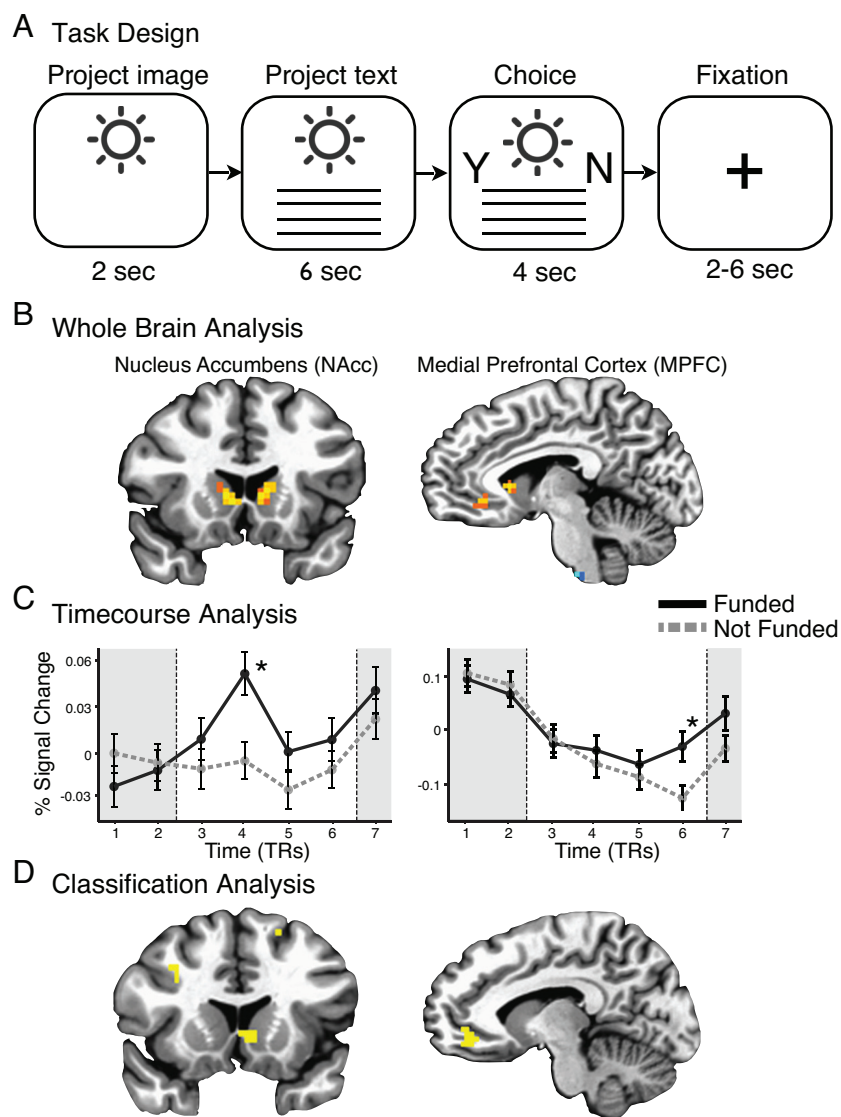 A Task Design
Project image Project text Choice Fixation
Y N
+
2 sec 6 sec 4 sec 2-6 sec
B Whole Brain Analysis
Nucleus Accumbens (NAcc) Medial Prefrontal Cortex (MPFC)
C Timecourse Analysis
Funded
Not Funded
% Signal Change
0.06
0.03
0
-0.03
*
1 2 3 4 5 6 7
Time (TRs)
0.1
0
-0.1
*
1 2 3 4 5 6 7
Time (TRs)
D Classification Analysis